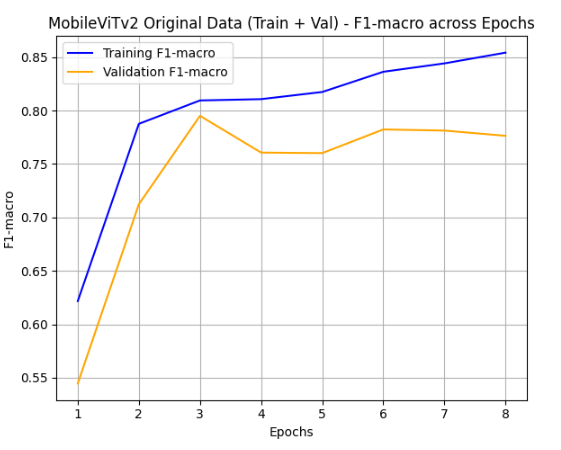 MobileViTv2 Original Data (Train + Val) - F1-macro across Epochs
Training F1-macro
Validation F1-macro
0.85
0.80
0.75
0.70
0.65
0.60
0.55
F1-macro
1 2 3 4 5 6 7 8
Epochs